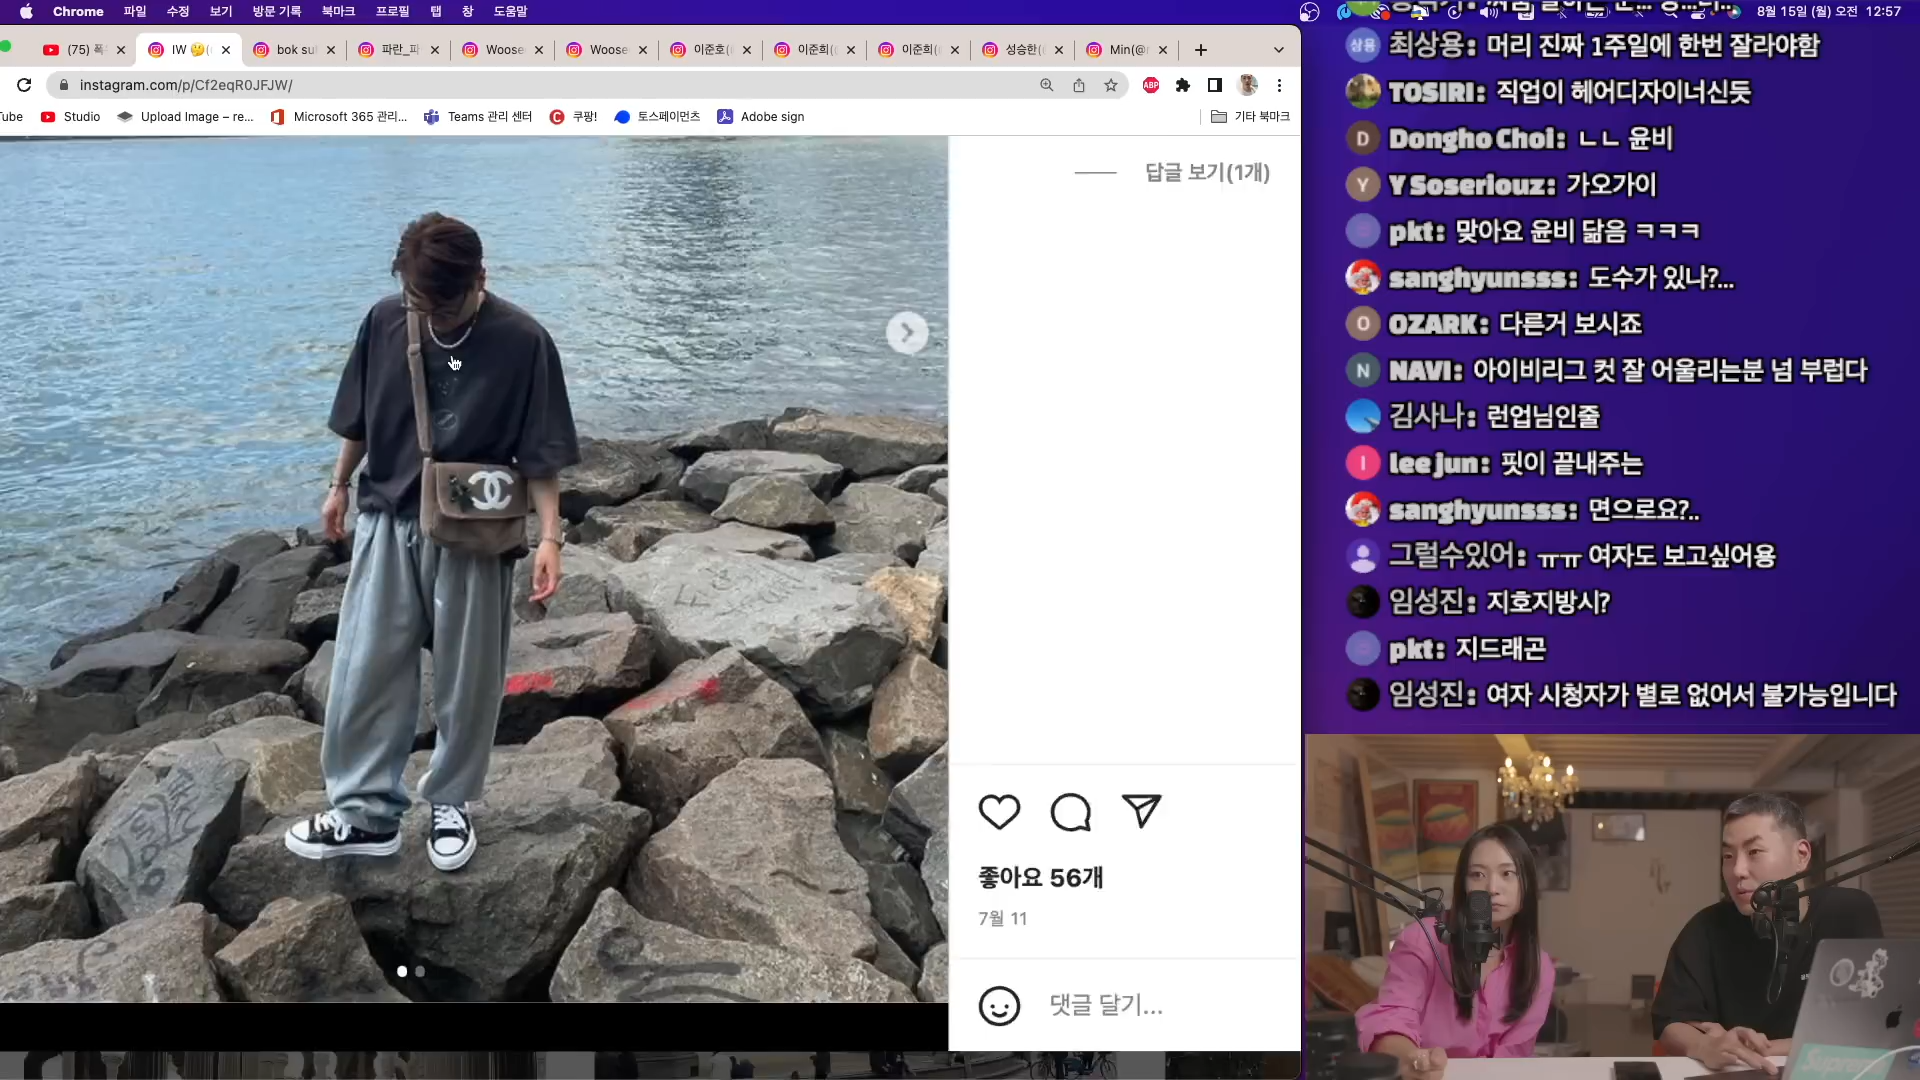 Chrome 파일 수정 보기 방문 기록 북마크 프로필 탭 창 도움말
8월 15일 (월) 오전 12:57
(75) 폭 IW bok su 파란_파 Woose Woose 이준호( 이준희( 이준희( 성승한( Min(@r
instagram.com/p/Cf2eqR0JFJW/
ABP
Tube Studio Upload Image – re... Microsoft 365 관리... Teams 관리 센터 쿠팡! 토스페이먼츠 Adobe sign 기타 북마크
답글 보기(1개)
좋아요 56개
7월 11
댓글 달기...
최상용: 머리 진짜 1주일에 한번 잘라야함
TOSIRI: 직업이 헤어디자이너신듯
Dongho Choi: ㄴㄴ 윤비
Y Soseriouz: 가오가이
pkt: 맞아요 윤비 닮음 ㅋㅋㅋ
sanghyunsss: 도수가 있나?...
OZARK: 다른거 보시죠
NAVI: 아이비리그 컷 잘 어울리는분 넘 부럽다
김사나: 런업님인줄
lee jun: 핏이 끝내주는
sanghyunsss: 면으로요?..
그럴수있어: ㅠㅠ 여자도 보고싶어용
임성진: 지호지방시?
pkt: 지드래곤
임성진: 여자 시청자가 별로 없어서 불가능입니다
Supreme